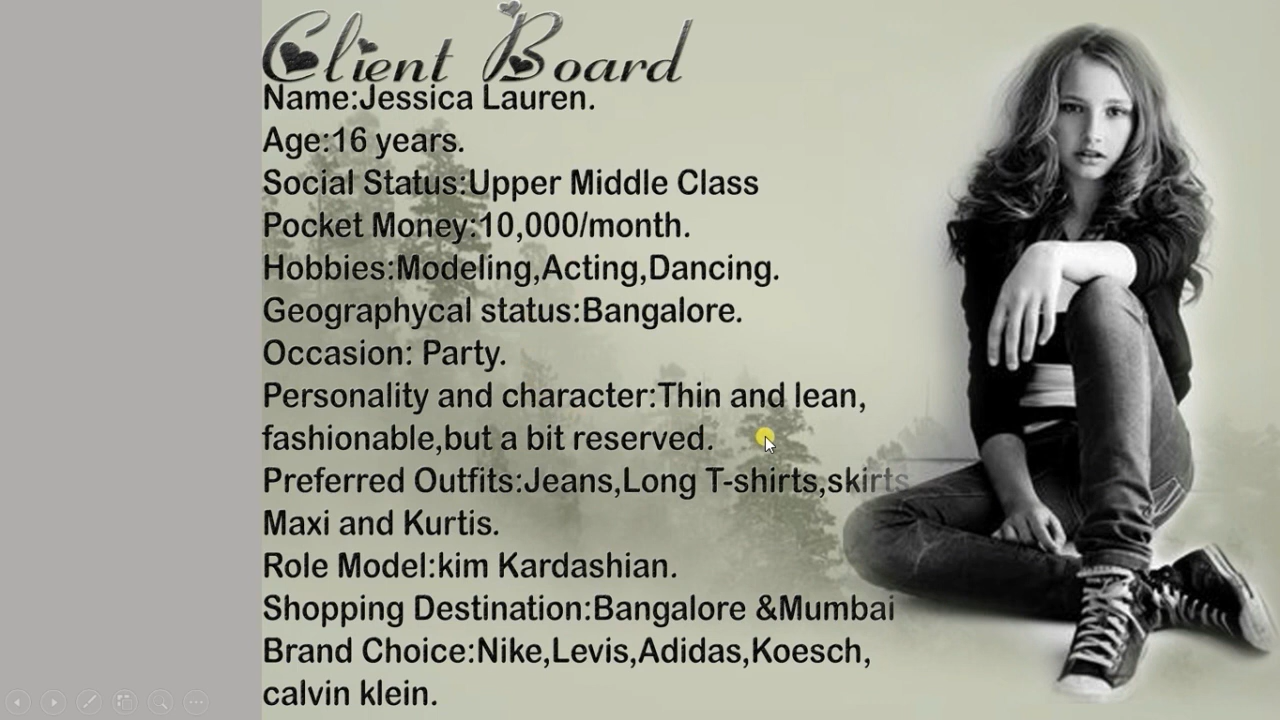 Client Board
Name:Jessica Lauren.
Age:16 years.
Social Status:Upper Middle Class
Pocket Money:10,000/month.
Hobbies:Modeling,Acting,Dancing.
Geographycal status:Bangalore.
Occasion: Party.
Personality and character:Thin and lean,
fashionable,but a bit reserved.
Preferred Outfits:Jeans,Long T-shirts,skirts
Maxi and Kurtis.
Role Model:kim Kardashian.
Shopping Destination:Bangalore &Mumbai
Brand Choice:Nike,Levis,Adidas,Koesch,
calvin klein.